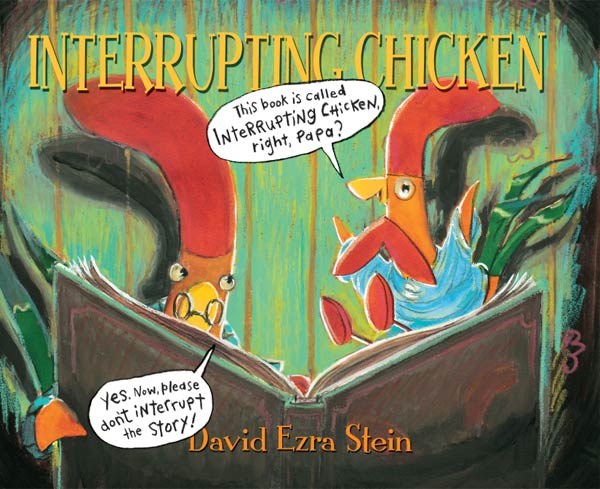 INTERRUPTING CHICKEN
This book is called
INTERRUPTING CHICKEN,
right, PaPa?
Yes. Now, please
don't iNterrupt
the Story!
David Ezra Stein